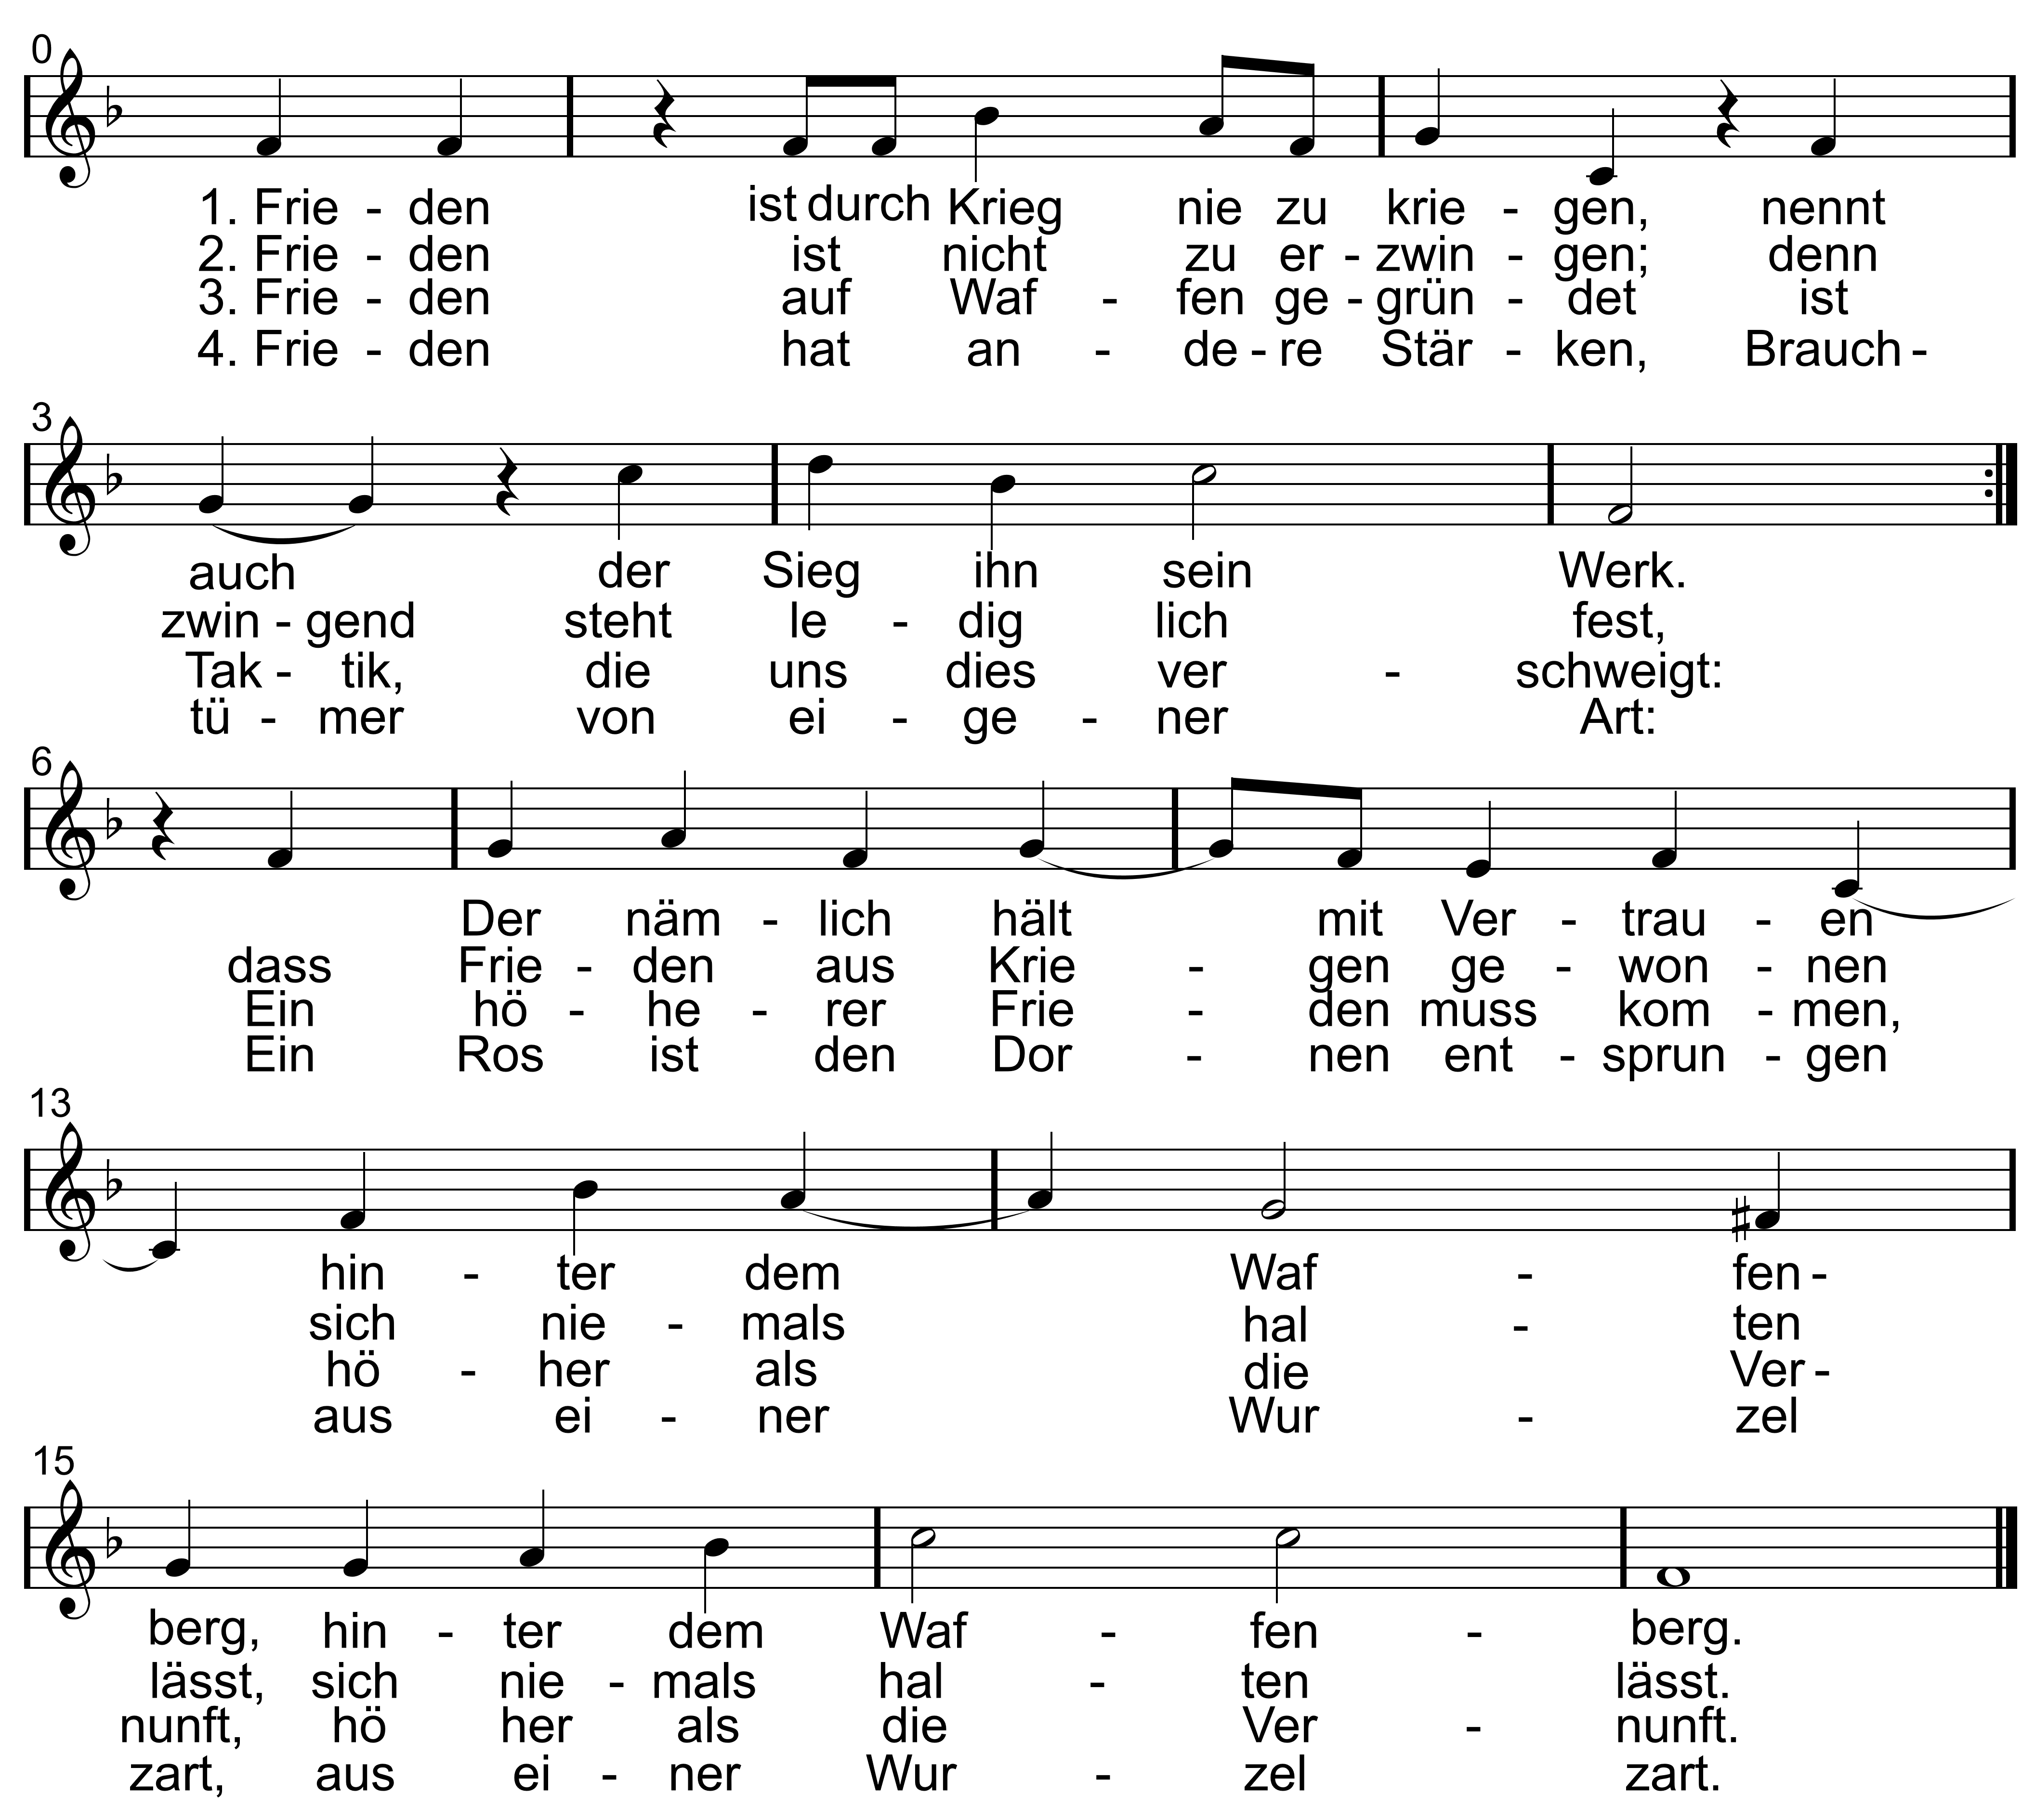 0
1. Frie - den ist durch Krieg nie zu krie - gen, nennt
2. Frie - den ist nicht zu er - zwin - gen; denn
3. Frie - den auf Waf - fen ge - grün - det ist
4. Frie - den hat an - de - re Stär - ken, Brauch -
3
auch der Sieg ihn sein Werk.
zwin - gend steht le - dig lich fest,
Tak - tik, die uns dies ver - schweigt:
tü - mer von ei - ge - ner Art:
6
Der näm - lich hält mit Ver - trau - en
dass Frie - den aus Krie - gen ge - won - nen
Ein hö - he - rer Frie - den muss kom - men,
Ein Ros ist den Dor - nen ent - sprun - gen
13
hin - ter dem Waf - fen -
sich nie - mals hal - ten
hö - her als die Ver -
aus ei - ner Wur - zel
15
berg, hin - ter dem Waf - fen - berg.
lässt, sich nie - mals hal - ten lässt.
nunft, hö her als die Ver - nunft.
zart, aus ei - ner Wur - zel zart.